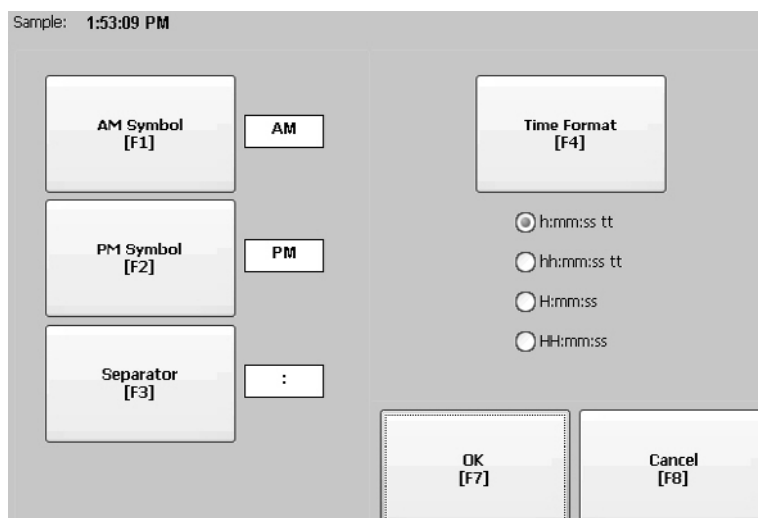 Sample: 1:53:09 PM
AM Symbol
[F1]
AM
PM Symbol
[F2]
PM
Separator
[F3]
:
Time Format
[F4]
h:mm:ss tt
hh:mm:ss tt
H:mm:ss
HH:mm:ss
OK
[F7]
Cancel
[F8]